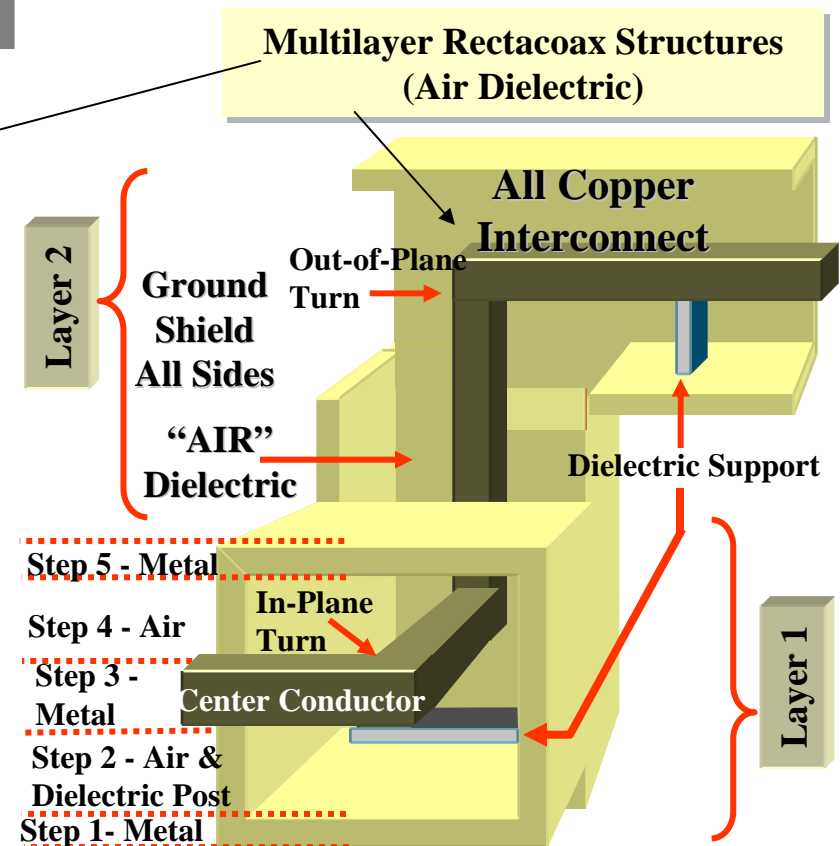 Multilayer Rectacoax Structures
(Air Dielectric)
All Copper
Interconnect
Layer 2
Out-of-Plane
Turn
Ground
Shield
All Sides
“AIR”
Dielectric
Dielectric Support
Step 5 - Metal
In-Plane
Turn
Step 4 - Air
Step 3 -
Metal
Center Conductor
Layer 1
Step 2 - Air &
Dielectric Post
Step 1- Metal